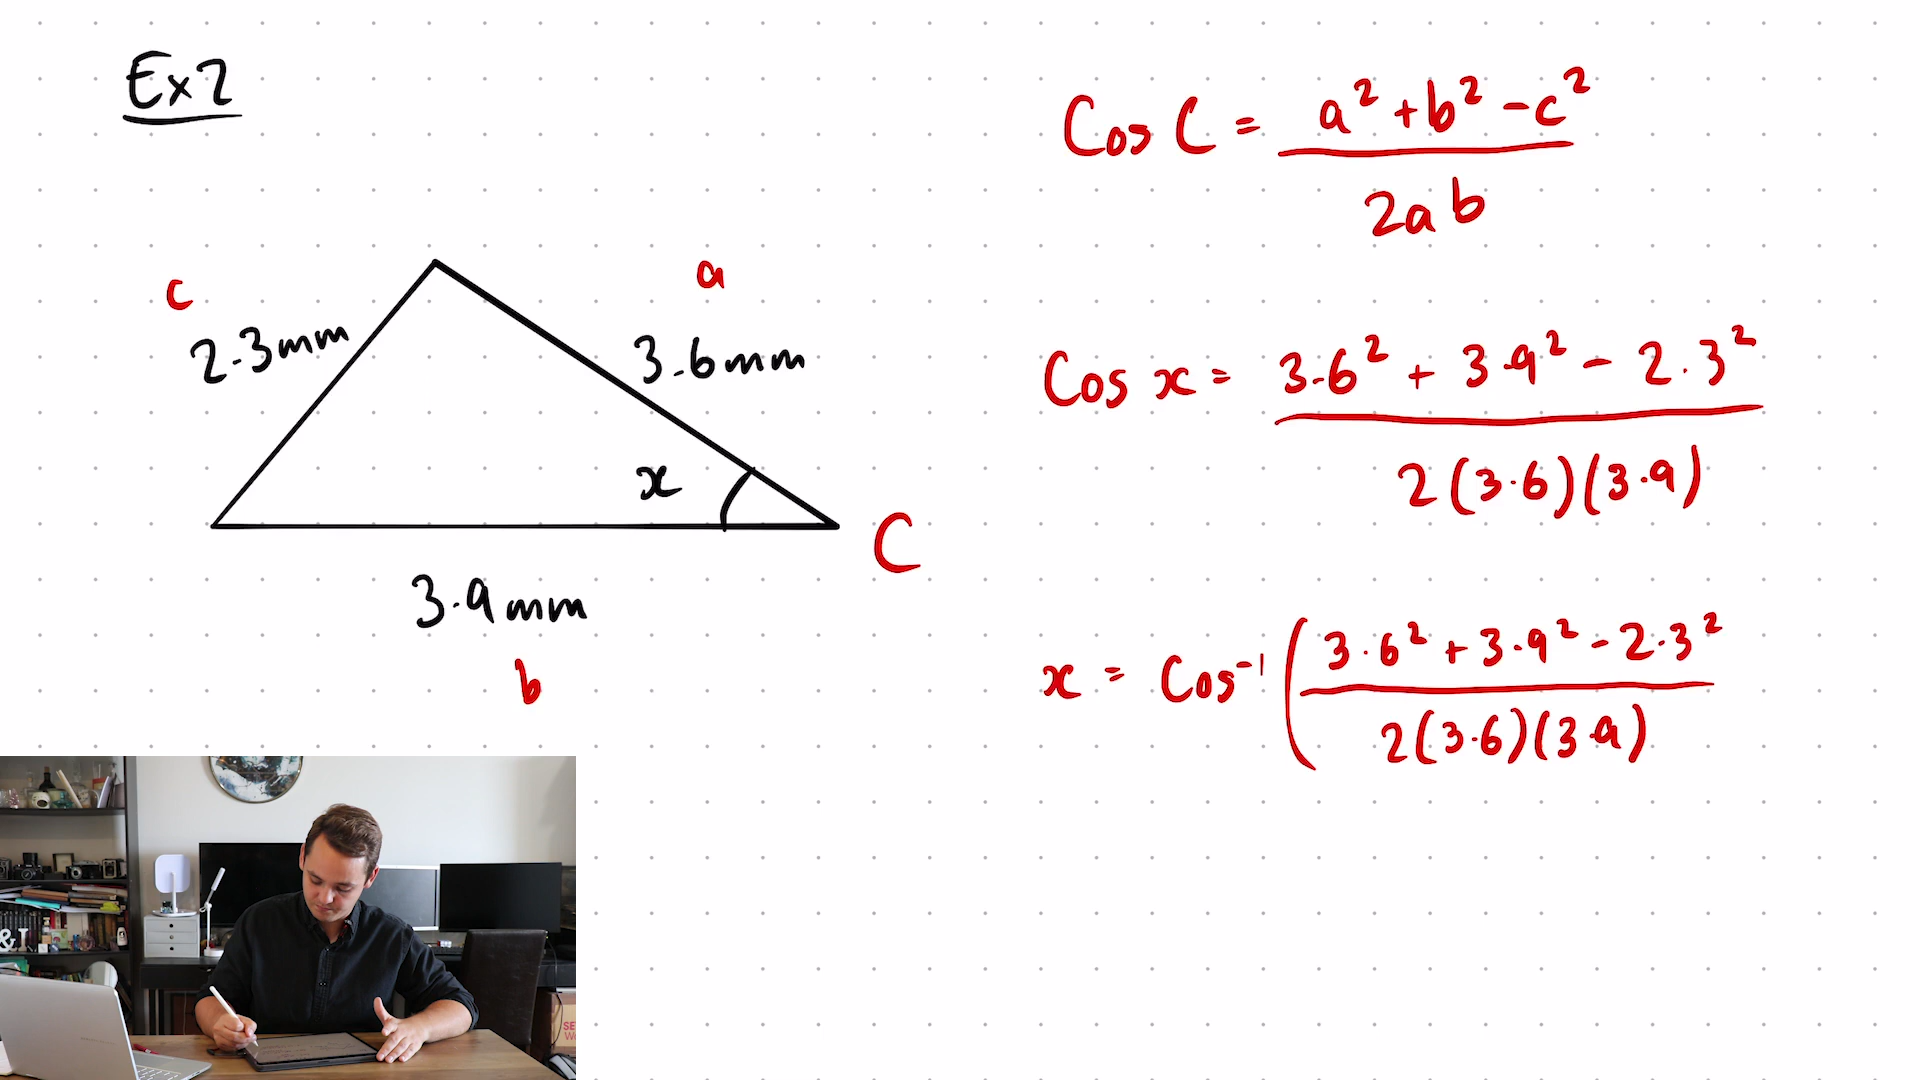 Ex2
Cos C = a² + b² - c²
2ab
c
a
2.3mm
3.6mm
Cos x = 3.6² + 3.9² - 2.3²
2(3.6)(3.9)
x
C
3.9mm
b
x = Cos⁻¹ ( 3.6² + 3.9² - 2.3²
2(3.6)(3.9)
&